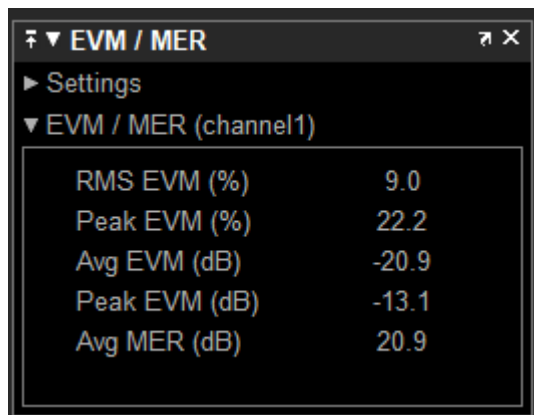 EVM / MER
Settings
EVM / MER (channel1)
RMS EVM (%) 9.0
Peak EVM (%) 22.2
Avg EVM (dB) -20.9
Peak EVM (dB) -13.1
Avg MER (dB) 20.9